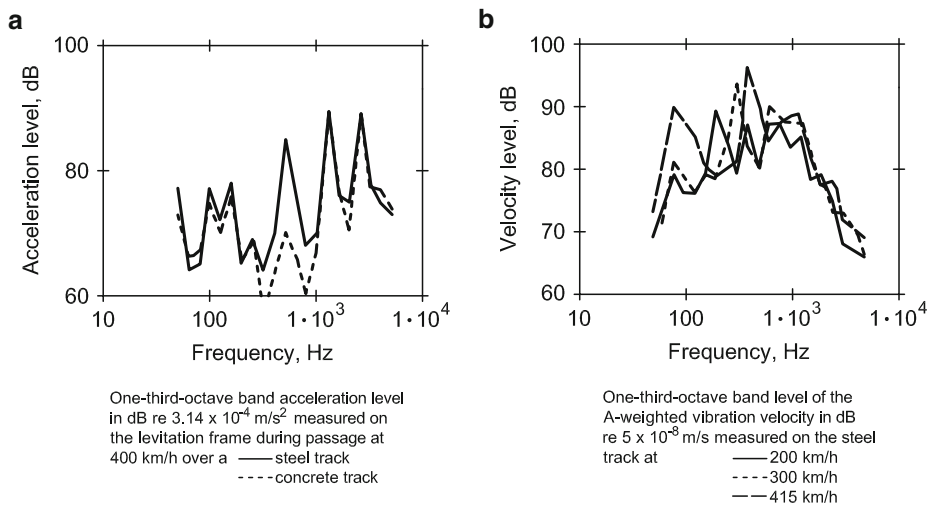 a
100
80
60
Acceleration level, dB
10 100 1·10³ 1·10⁴
Frequency, Hz
One-third-octave band acceleration level
in dB re 3.14 x 10⁻⁴ m/s² measured on
the levitation frame during passage at
400 km/h over a steel track
concrete track
b
100
90
80
70
60
Velocity level, dB
10 100 1·10³ 1·10⁴
Frequency, Hz
One-third-octave band level of the
A-weighted vibration velocity in dB
re 5 x 10⁻⁸ m/s measured on the steel
track at 200 km/h
300 km/h
415 km/h